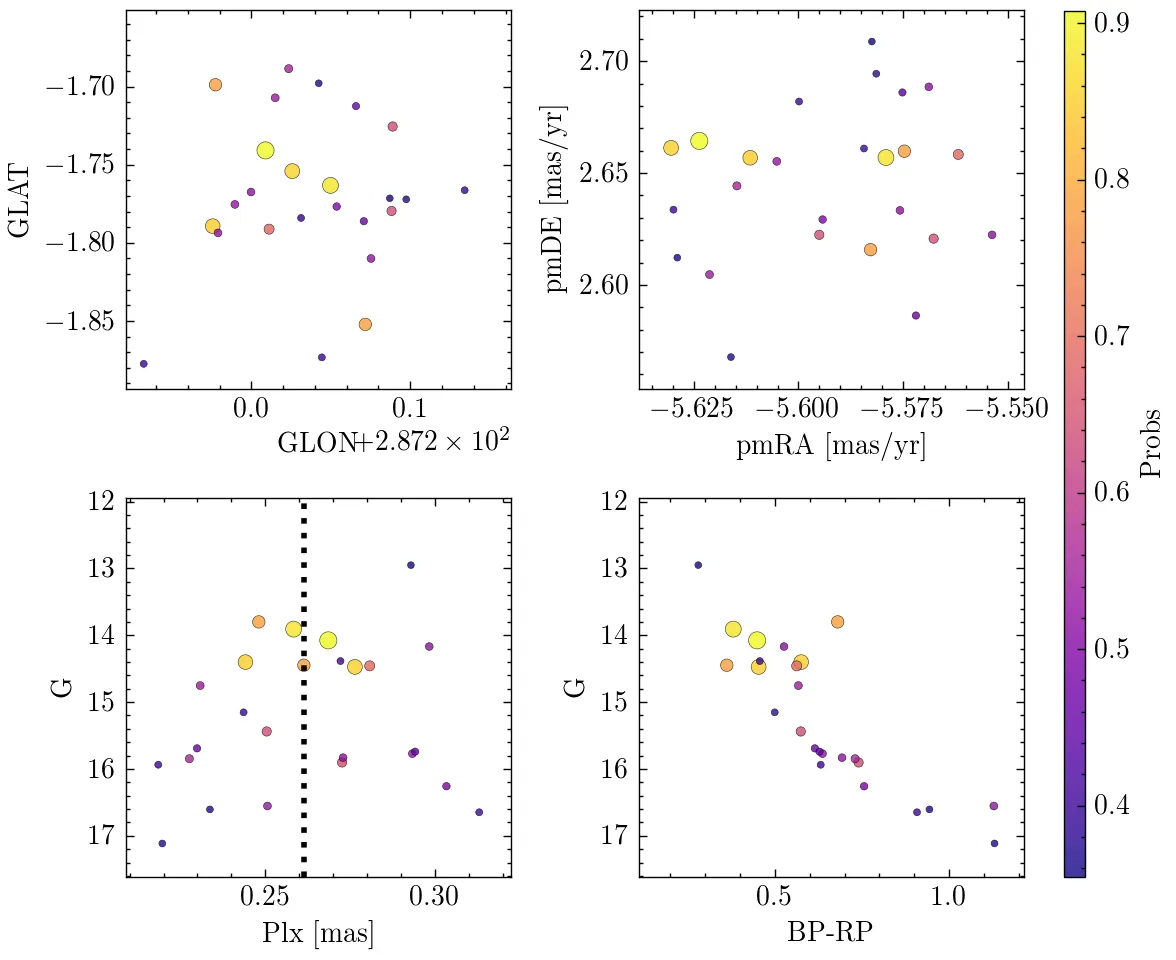 −1.70
−1.75
−1.80
−1.85
GLAT
0.0 0.1
GLON +2.872 × 10²
2.70
2.65
2.60
pmDE [mas/yr]
−5.625 −5.600 −5.575 −5.550
pmRA [mas/yr]
12
13
14
15
16
17
G
0.25 0.30
Plx [mas]
12
13
14
15
16
17
G
0.5 1.0
BP-RP
0.9
0.8
0.7
0.6
0.5
0.4
Probs